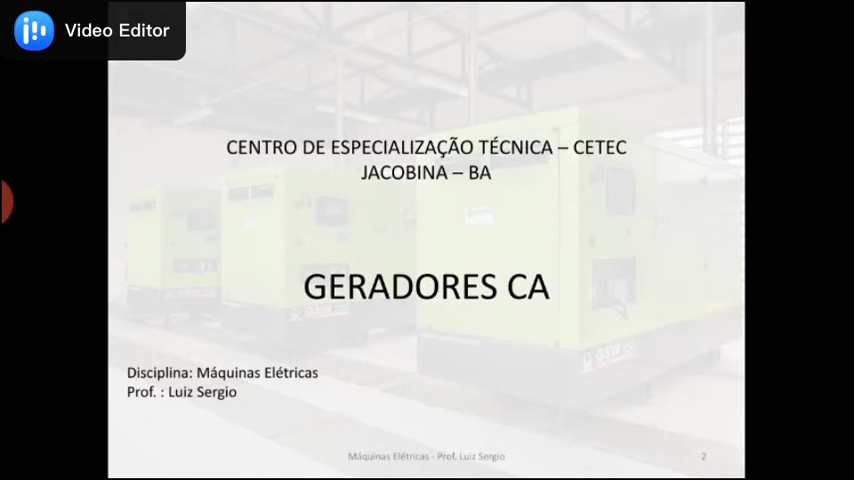 Video Editor
CENTRO DE ESPECIALIZAÇÃO TÉCNICA – CETEC
JACOBINA – BA
GERADORES CA
Disciplina: Máquinas Elétricas
Prof. : Luiz Sergio
Máquinas Elétricas - Prof. Luiz Sergio
2